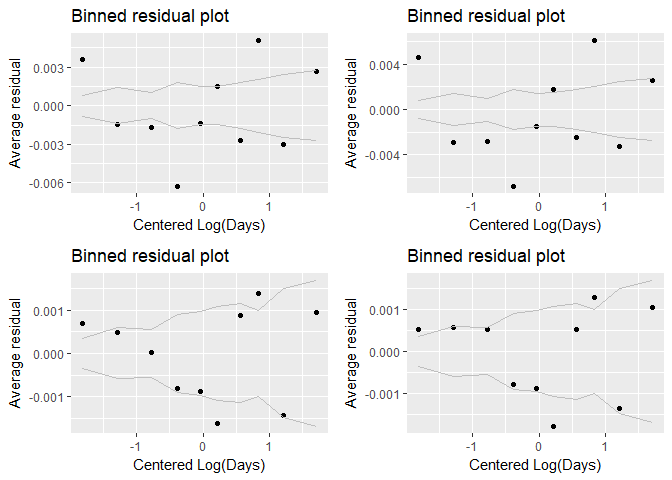 Binned residual plot
Average residual
0.003
0.000
-0.003
-0.006
-1
0
1
Centered Log(Days)
Binned residual plot
Average residual
0.004
0.000
-0.004
-1
0
1
Centered Log(Days)
Binned residual plot
Average residual
0.001
0.000
-0.001
-1
0
1
Centered Log(Days)
Binned residual plot
Average residual
0.001
0.000
-0.001
-1
0
1
Centered Log(Days)